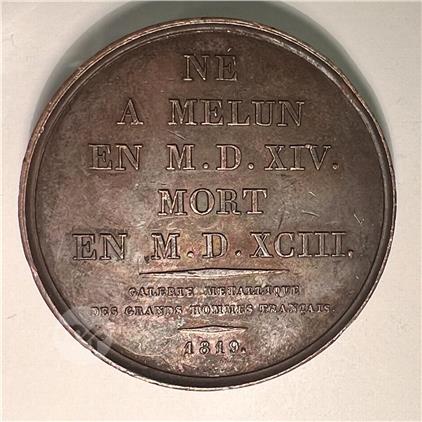 NÉ
A MELUN
EN M.D.XIV.
MORT
EN M.D.XCIII.
GALERIE METALLIQUE
DES GRANDS HOMMES FRANÇAIS.
1819.